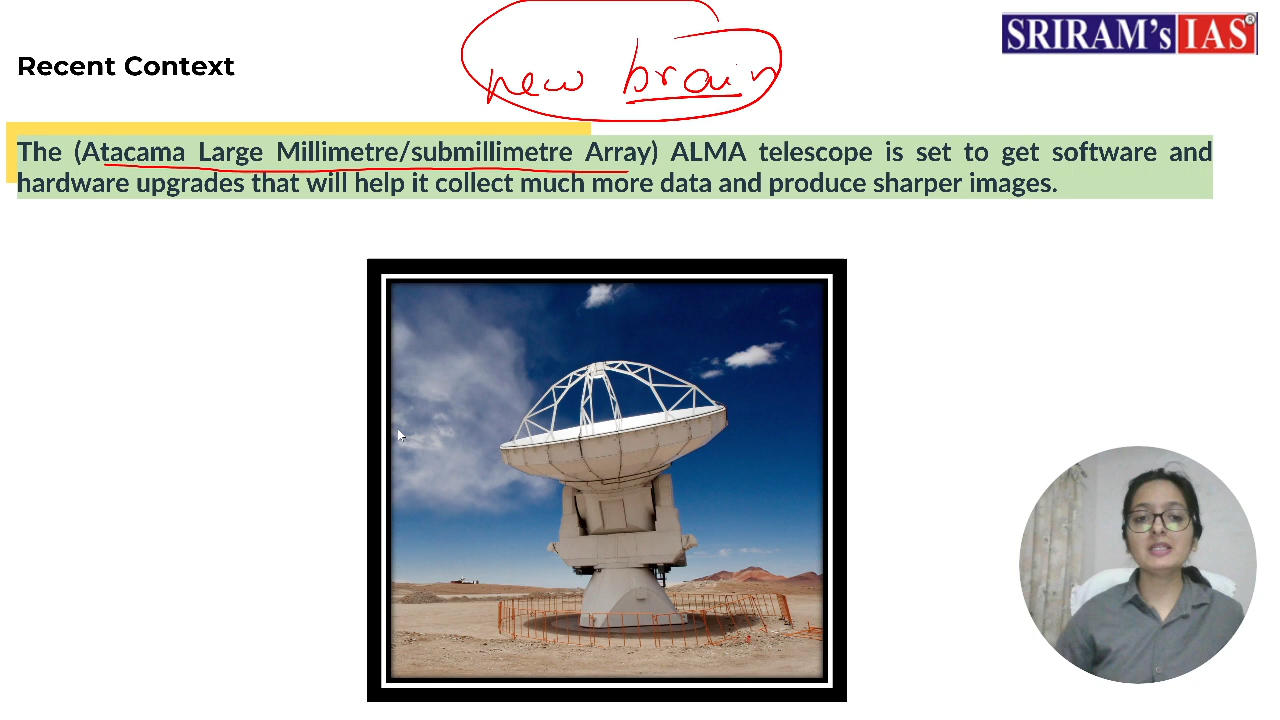 new brain
SRIRAM's IAS®
Recent Context
The (Atacama Large Millimetre/submillimetre Array) ALMA telescope is set to get software and
hardware upgrades that will help it collect much more data and produce sharper images.